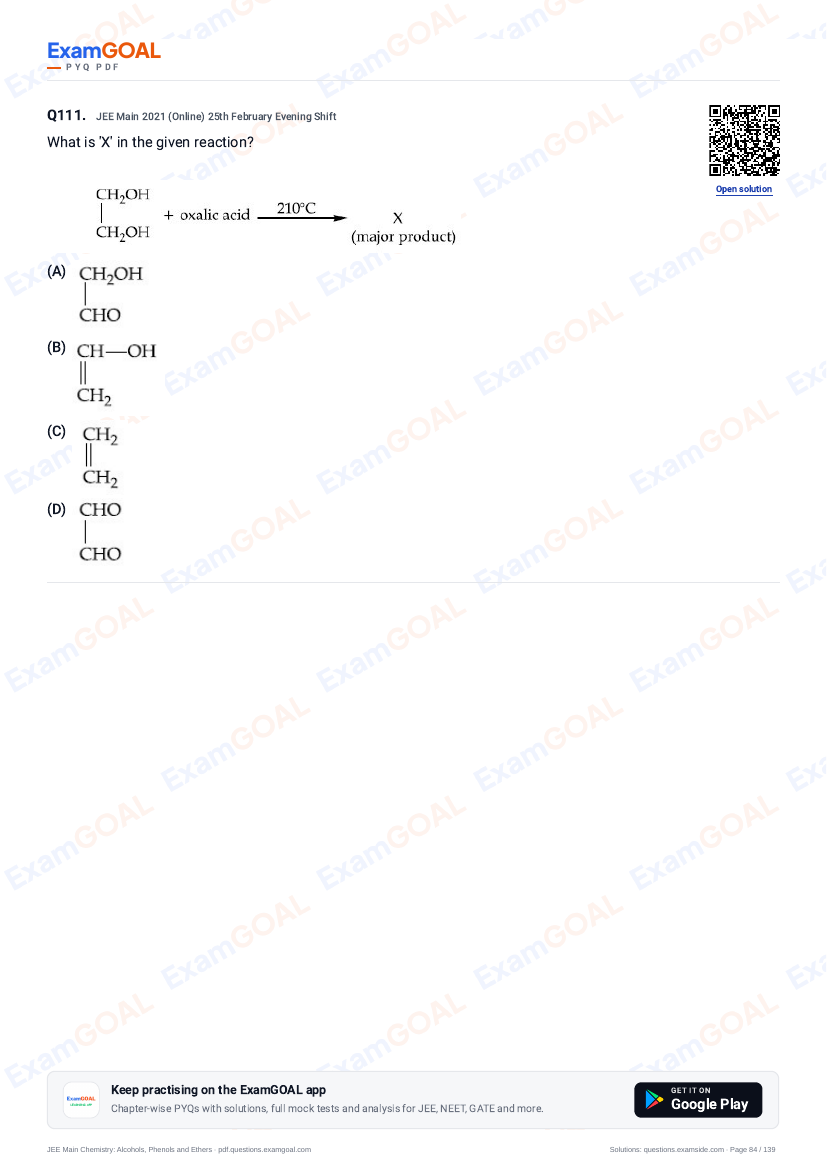 ExamGOAL
PYQ PDF
Q111. JEE Main 2021 (Online) 25th February Evening Shift
What is 'X' in the given reaction?
Open solution
CH2OH
CH2OH
+ oxalic acid
210°C
X
(major product)
(A) CH2OH
CHO
(B) CH—OH
CH2
(C) CH2
CH2
(D) CHO
CHO
Keep practising on the ExamGOAL app
Chapter-wise PYQs with solutions, full mock tests and analysis for JEE, NEET, GATE and more.
GET IT ON
Google Play
JEE Main Chemistry: Alcohols, Phenols and Ethers · pdf.questions.examgoal.com
Solutions: questions.examside.com · Page 84 / 139